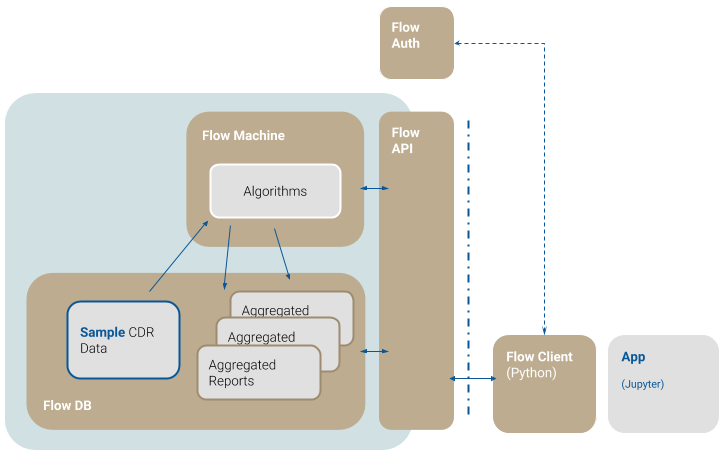 Flow
Auth
Flow Machine
Flow
API
Algorithms
Aggregated
Sample CDR
Data
Aggregated
Aggregated
Reports
Flow Client
(Python)
App
(Jupyter)
Flow DB